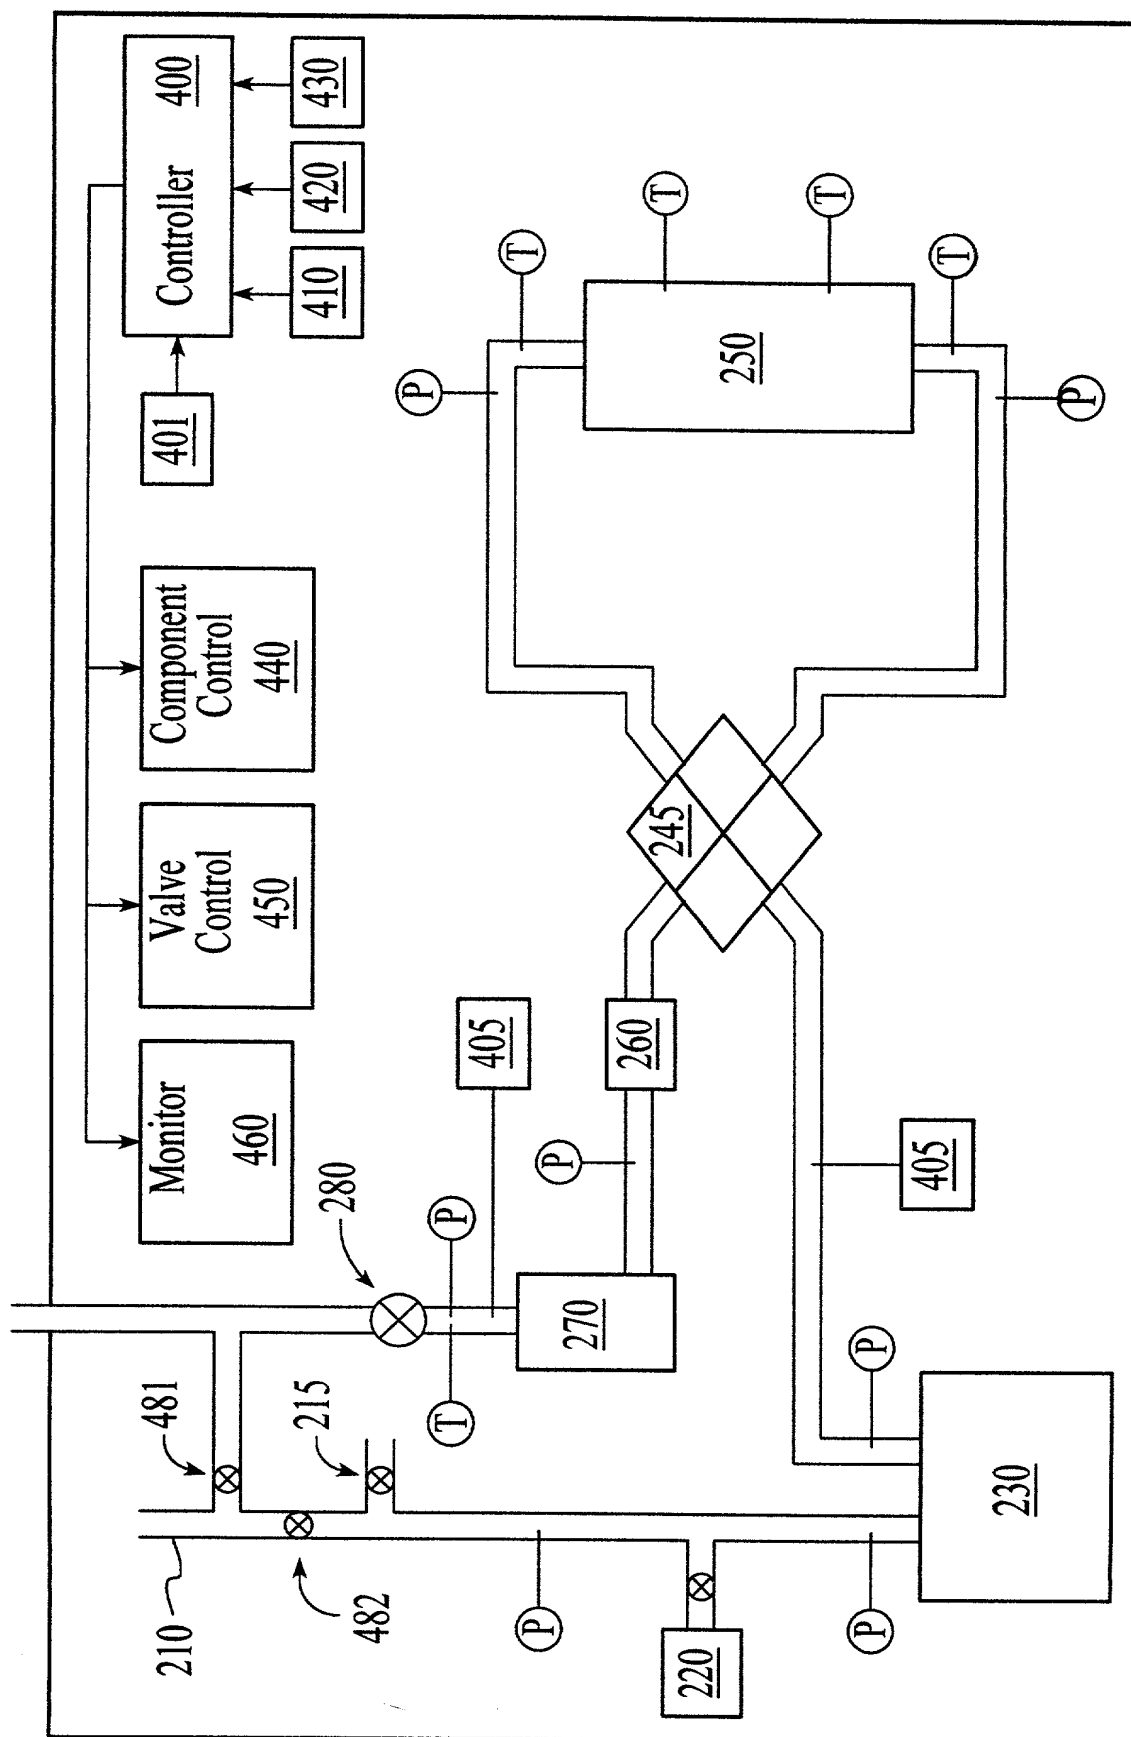 Monitor
460
Valve
Control
450
Component
Control
440
401
Controller
400
410
420
430
210
482
481
215
280
T
P
405
270
P
260
245
P
T
T
T
250
T
P
P
220
P
P
405
230